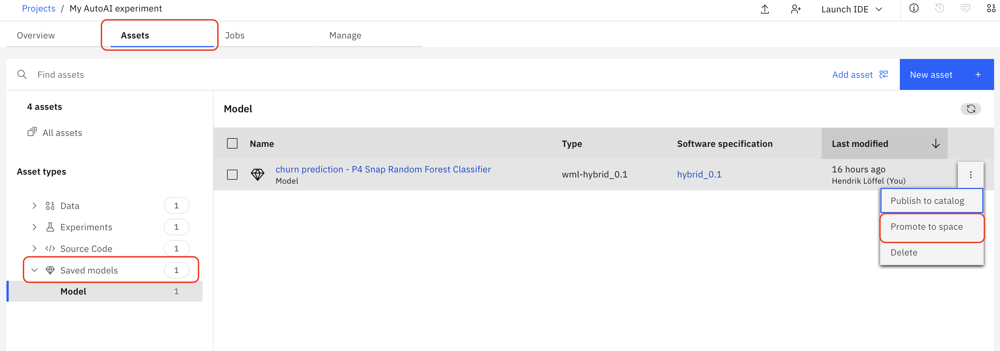 Projects / My AutoAI experiment
Launch IDE
Overview
Assets
Jobs
Manage
Find assets
Add asset
New asset +
4 assets
All assets
Asset types
Data 1
Experiments 1
Source Code 1
Saved models 1
Model 1
Model
Name Type Software specification Last modified
churn prediction - P4 Snap Random Forest Classifier
Model
wml-hybrid_0.1
hybrid_0.1
16 hours ago
Hendrik Löffel (You)
Publish to catalog
Promote to space
Delete